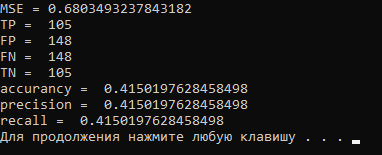 MSE = 0.6803493237843182
TP =  105
FP =  148
FN =  148
TN =  105
accurancy =  0.4150197628458498
precision =  0.4150197628458498
recall =  0.4150197628458498
Для продолжения нажмите любую клавишу . . .